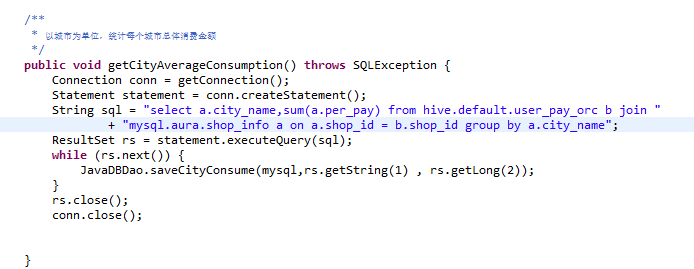 /**
 * 以城市为单位，统计每个城市总体消费金额
 */
public void getCityAverageConsumption() throws SQLException {
    Connection conn = getConnection();
    Statement statement = conn.createStatement();
    String sql = "select a.city_name,sum(a.per_pay) from hive.default.user_pay_orc b join "
            + "mysql.aura.shop_info a on a.shop_id = b.shop_id group by a.city_name";
    ResultSet rs = statement.executeQuery(sql);
    while (rs.next()) {
        JavaDBDao.saveCityConsume(mysql,rs.getString(1) , rs.getLong(2));
    }
    rs.close();
    conn.close();
}